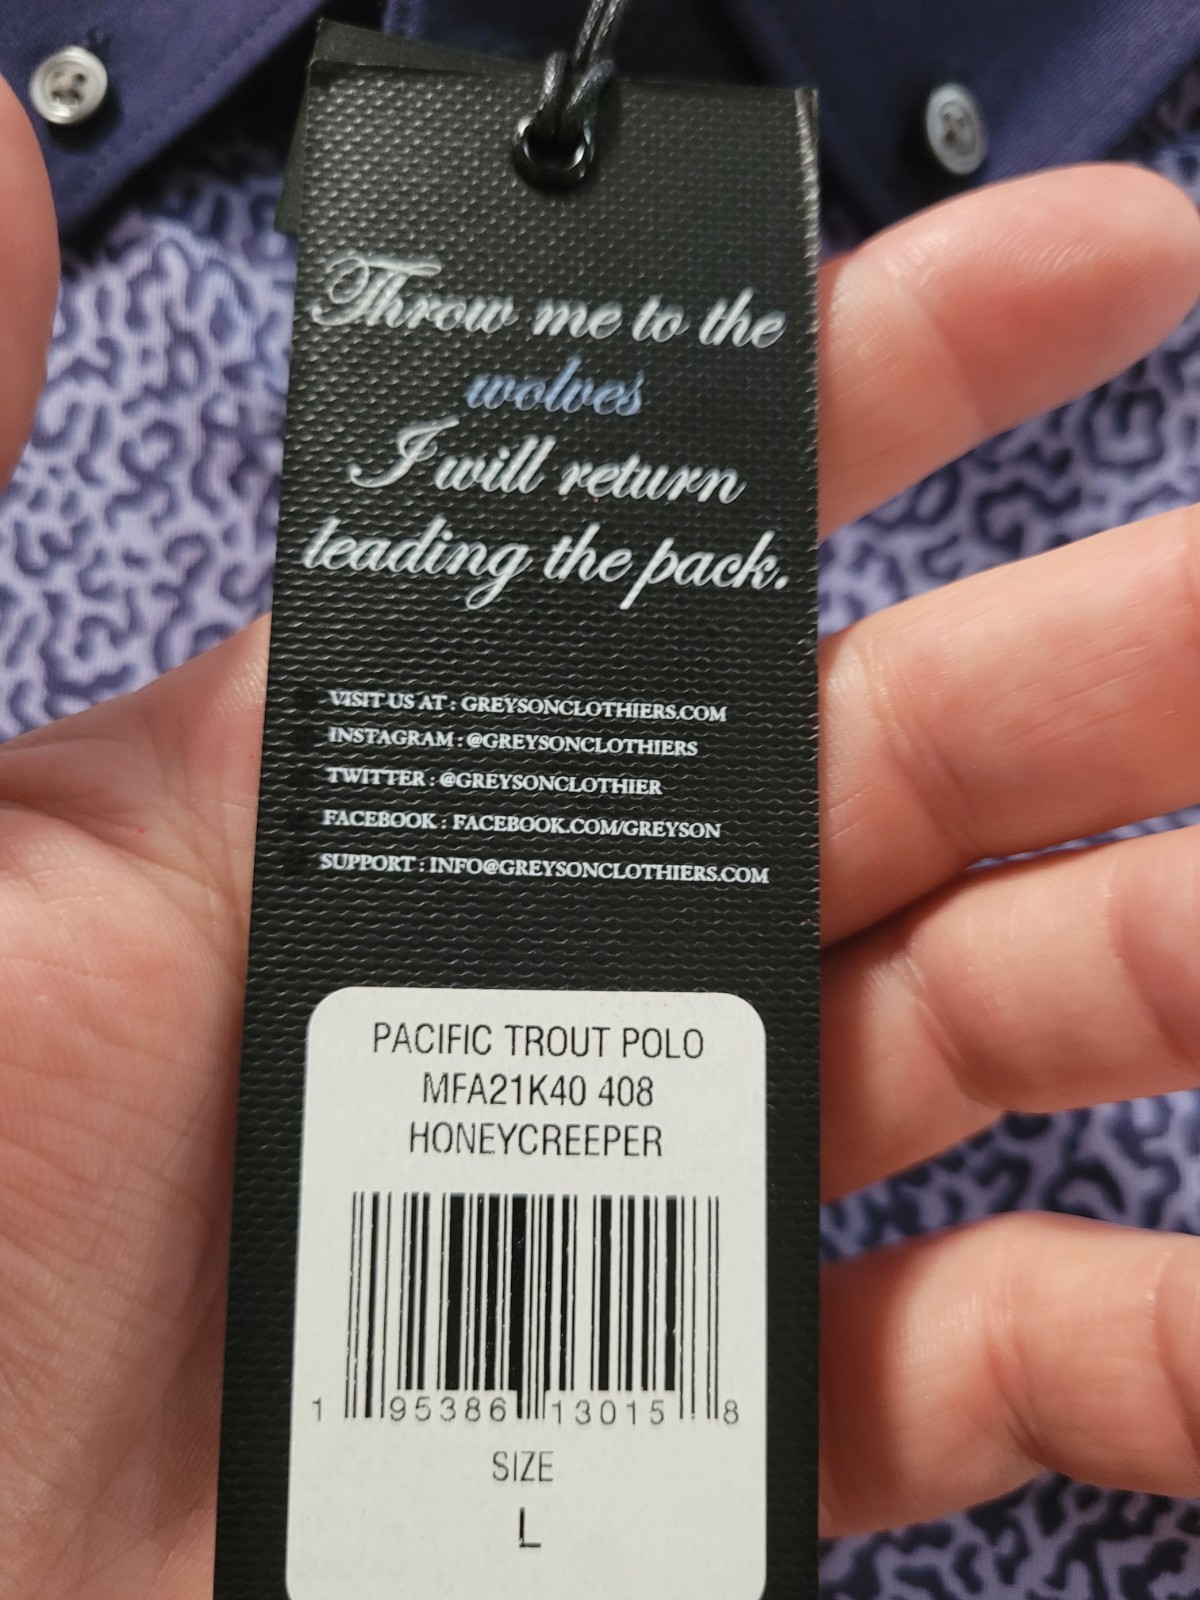 Throw me to the
wolves
I will return
leading the pack.
VISIT US AT : GREYSONCLOTHIERS.COM
INSTAGRAM : @GREYSONCLOTHIERS
TWITTER : @GREYSONCLOTHIER
FACEBOOK : FACEBOOK.COM/GREYSON
SUPPORT : INFO@GREYSONCLOTHIERS.COM
PACIFIC TROUT POLO
MFA21K40 408
HONEYCREEPER
1 95386 13015 8
SIZE
L